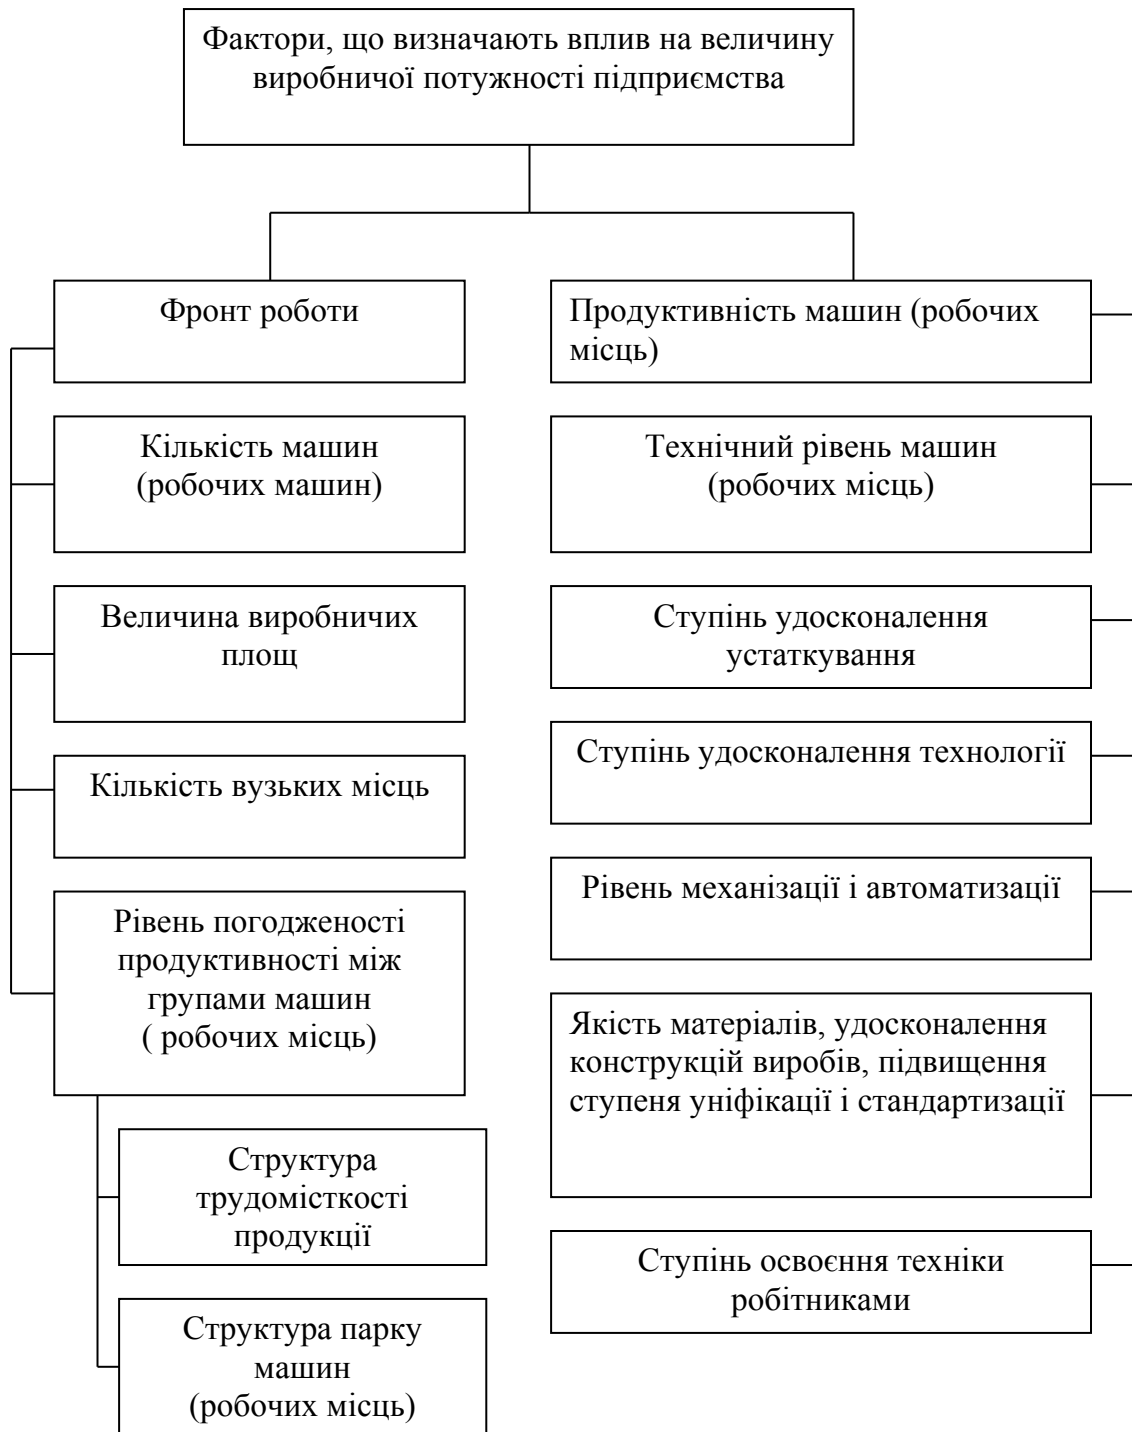 Фактори, що визначають вплив на величину
виробничої потужності підприємства
Фронт роботи
Кількість машин
(робочих машин)
Величина виробничих
площ
Кількість вузьких місць
Рівень погодженості
продуктивності між
групами машин
( робочих місць)
Структура
трудомісткості
продукції
Структура парку
машин
(робочих місць)
Продуктивність машин (робочих
місць)
Технічний рівень машин
(робочих місць)
Ступінь удосконалення
устаткування
Ступінь удосконалення технології
Рівень механізації і автоматизації
Якість матеріалів, удосконалення
конструкцій виробів, підвищення
ступеня уніфікації і стандартизації
Ступінь освоєння техніки
робітниками